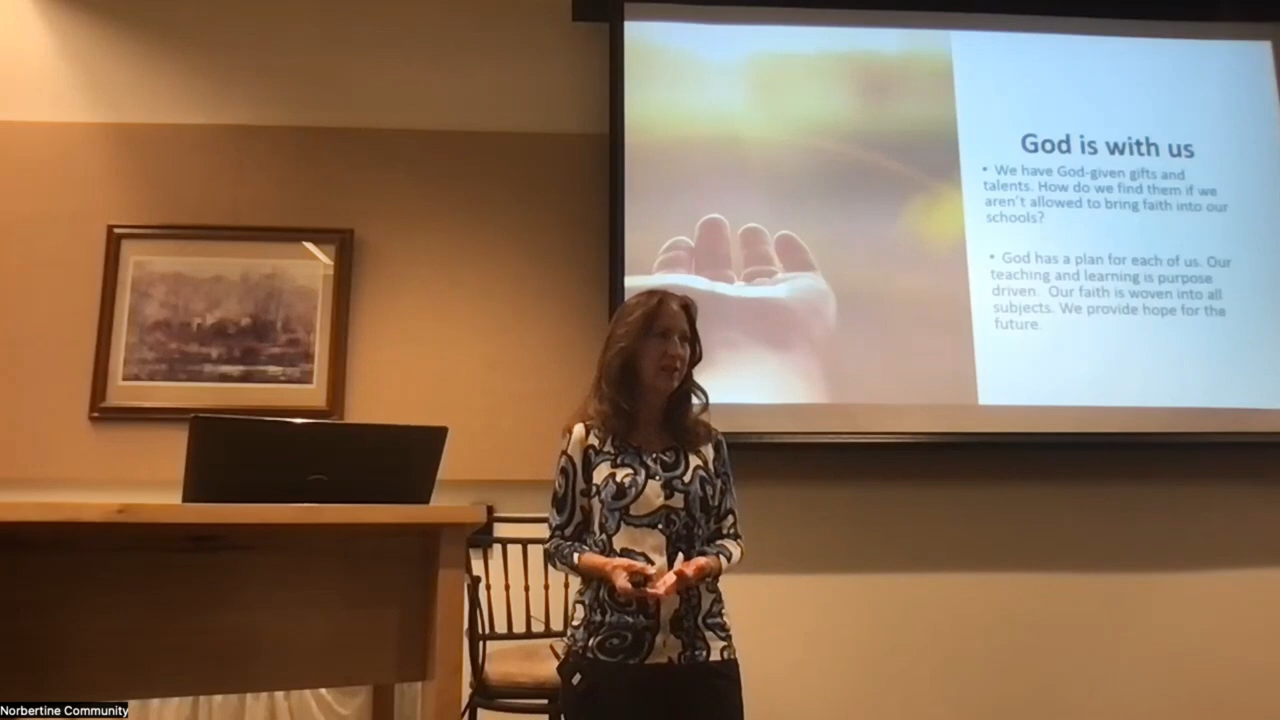 God is with us
• We have God-given gifts and
talents. How do we find them if we
aren't allowed to bring faith into our
schools?
• God has a plan for each of us. Our
teaching and learning is purpose
driven. Our faith is woven into all
subjects. We provide hope for the
future.
Norbertine Community